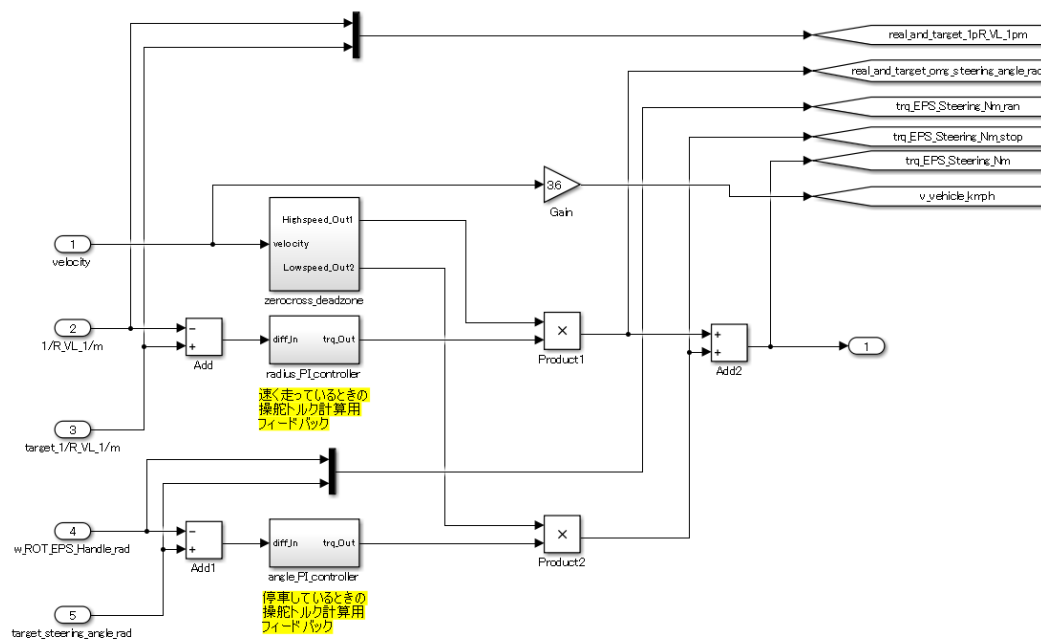 real_and_target_1pR_VL_1pm
real_and_target_omg_steering_angle_rad
trq_EPS_Steering_Nm_ran
trq_EPS_Steering_Nm_stop
trq_EPS_Steering_Nm
v_vehicle_kmph
3.6
Gain
1
velocity
Highspeed_Out1
velocity
Lowspeed_Out2
zerocross_deadzone
2
1/R_VL_1/m
−
+
Add
diff_In
trq_Out
radius_PI_controller
速く走っているときの
操舵トルク計算用
フィードバック
×
Product1
+
+
Add2
1
3
target_1/R_VL_1/m
4
w_ROT_EPS_Handle_rad
−
+
Add1
diff_In
trq_Out
angle_PI_controller
停車しているときの
操舵トルク計算用
フィードバック
×
Product2
5
target_steering_angle_rad